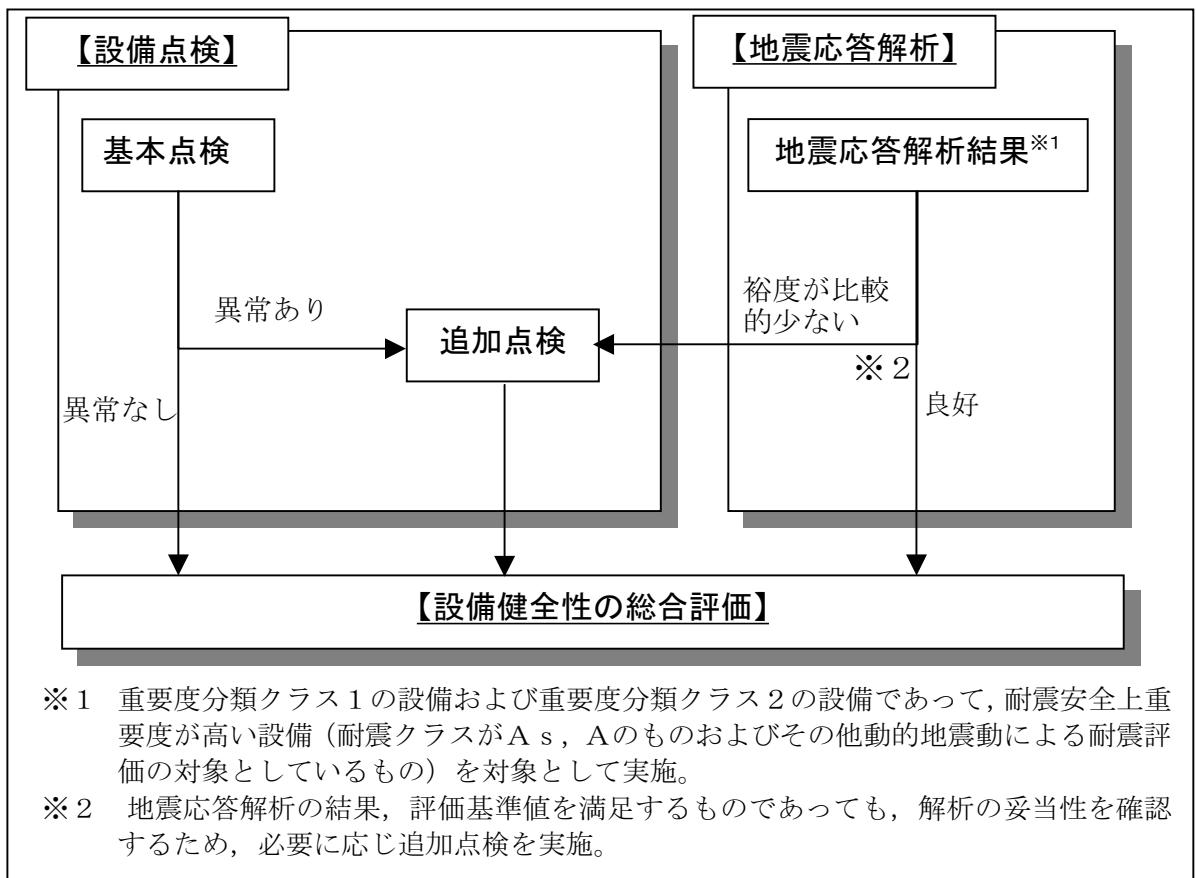 【設備点検】
【地震応答解析】
基本点検
地震応答解析結果※1
異常あり
追加点検
裕度が比較
的少ない
※２
異常なし
良好
【設備健全性の総合評価】
※１　重要度分類クラス１の設備および重要度分類クラス２の設備であって，耐震安全上重
要度が高い設備（耐震クラスがＡｓ，Ａのものおよびその他動的地震動による耐震評
価の対象としているもの）を対象として実施。
※２　地震応答解析の結果，評価基準値を満足するものであっても，解析の妥当性を確認
するため，必要に応じ追加点検を実施。